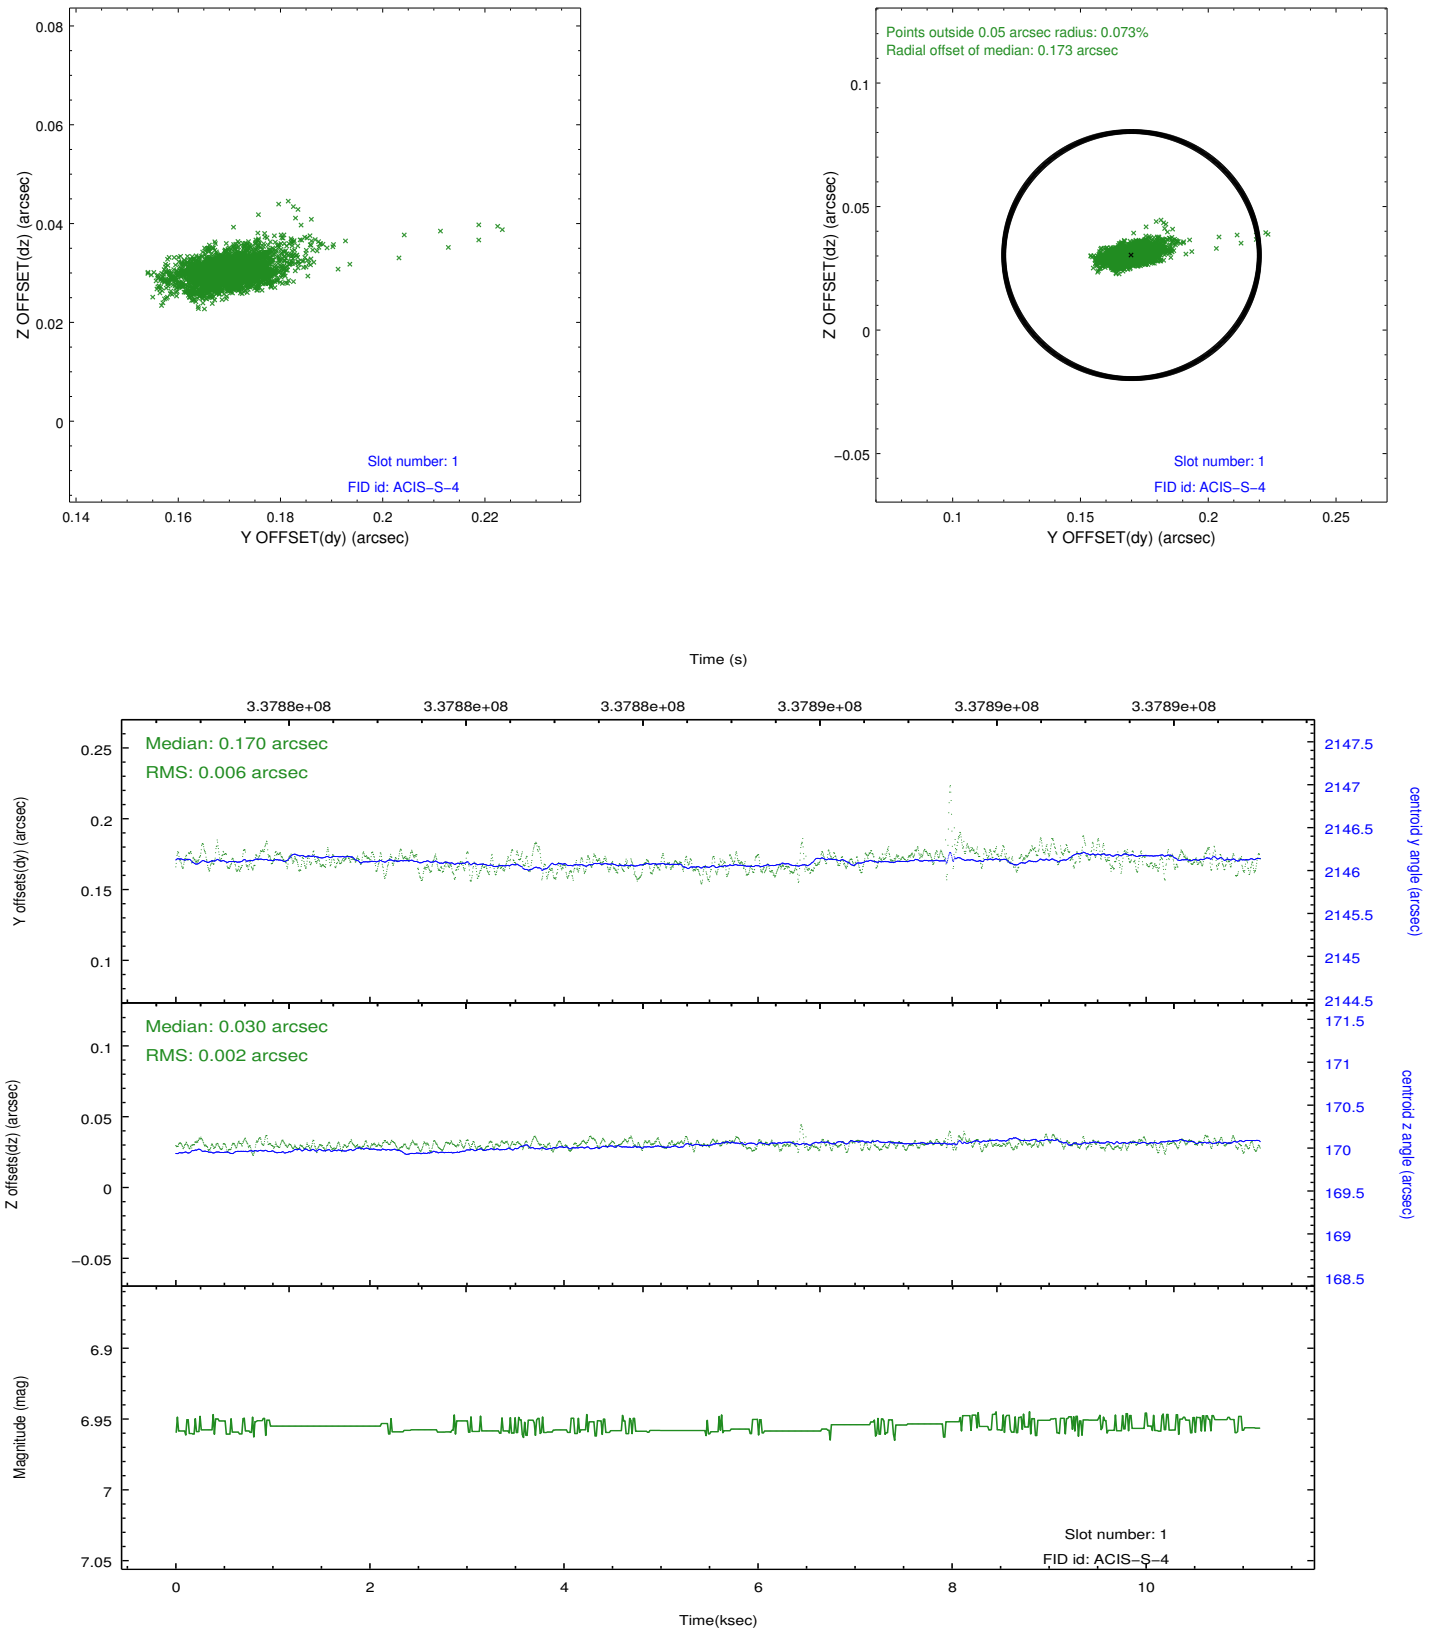 0.08
0.06
0.04
0.02
0
Z OFFSET(dz) (arcsec)
Slot number: 1
FID id: ACIS−S−4
0.14 0.16 0.18 0.2 0.22
Y OFFSET(dy) (arcsec)
Points outside 0.05 arcsec radius: 0.073%
Radial offset of median: 0.173 arcsec
0.1
0.05
0
−0.05
Z OFFSET(dz) (arcsec)
Slot number: 1
FID id: ACIS−S−4
0.1 0.15 0.2 0.25
Y OFFSET(dy) (arcsec)
Time (s)
3.3788e+08 3.3788e+08 3.3788e+08 3.3789e+08 3.3789e+08 3.3789e+08
Median: 0.170 arcsec
RMS: 0.006 arcsec
0.25
0.2
0.15
0.1
Y offsets(dy) (arcsec)
2147.5
2147
2146.5
2146
2145.5
2145
2144.5
centroid y angle (arcsec)
Median: 0.030 arcsec
RMS: 0.002 arcsec
0.1
0.05
0
−0.05
Z offsets(dz) (arcsec)
171.5
171
170.5
170
169.5
169
168.5
centroid z angle (arcsec)
6.9
6.95
7
7.05
Magnitude (mag)
Slot number: 1
FID id: ACIS−S−4
0 2 4 6 8 10
Time(ksec)